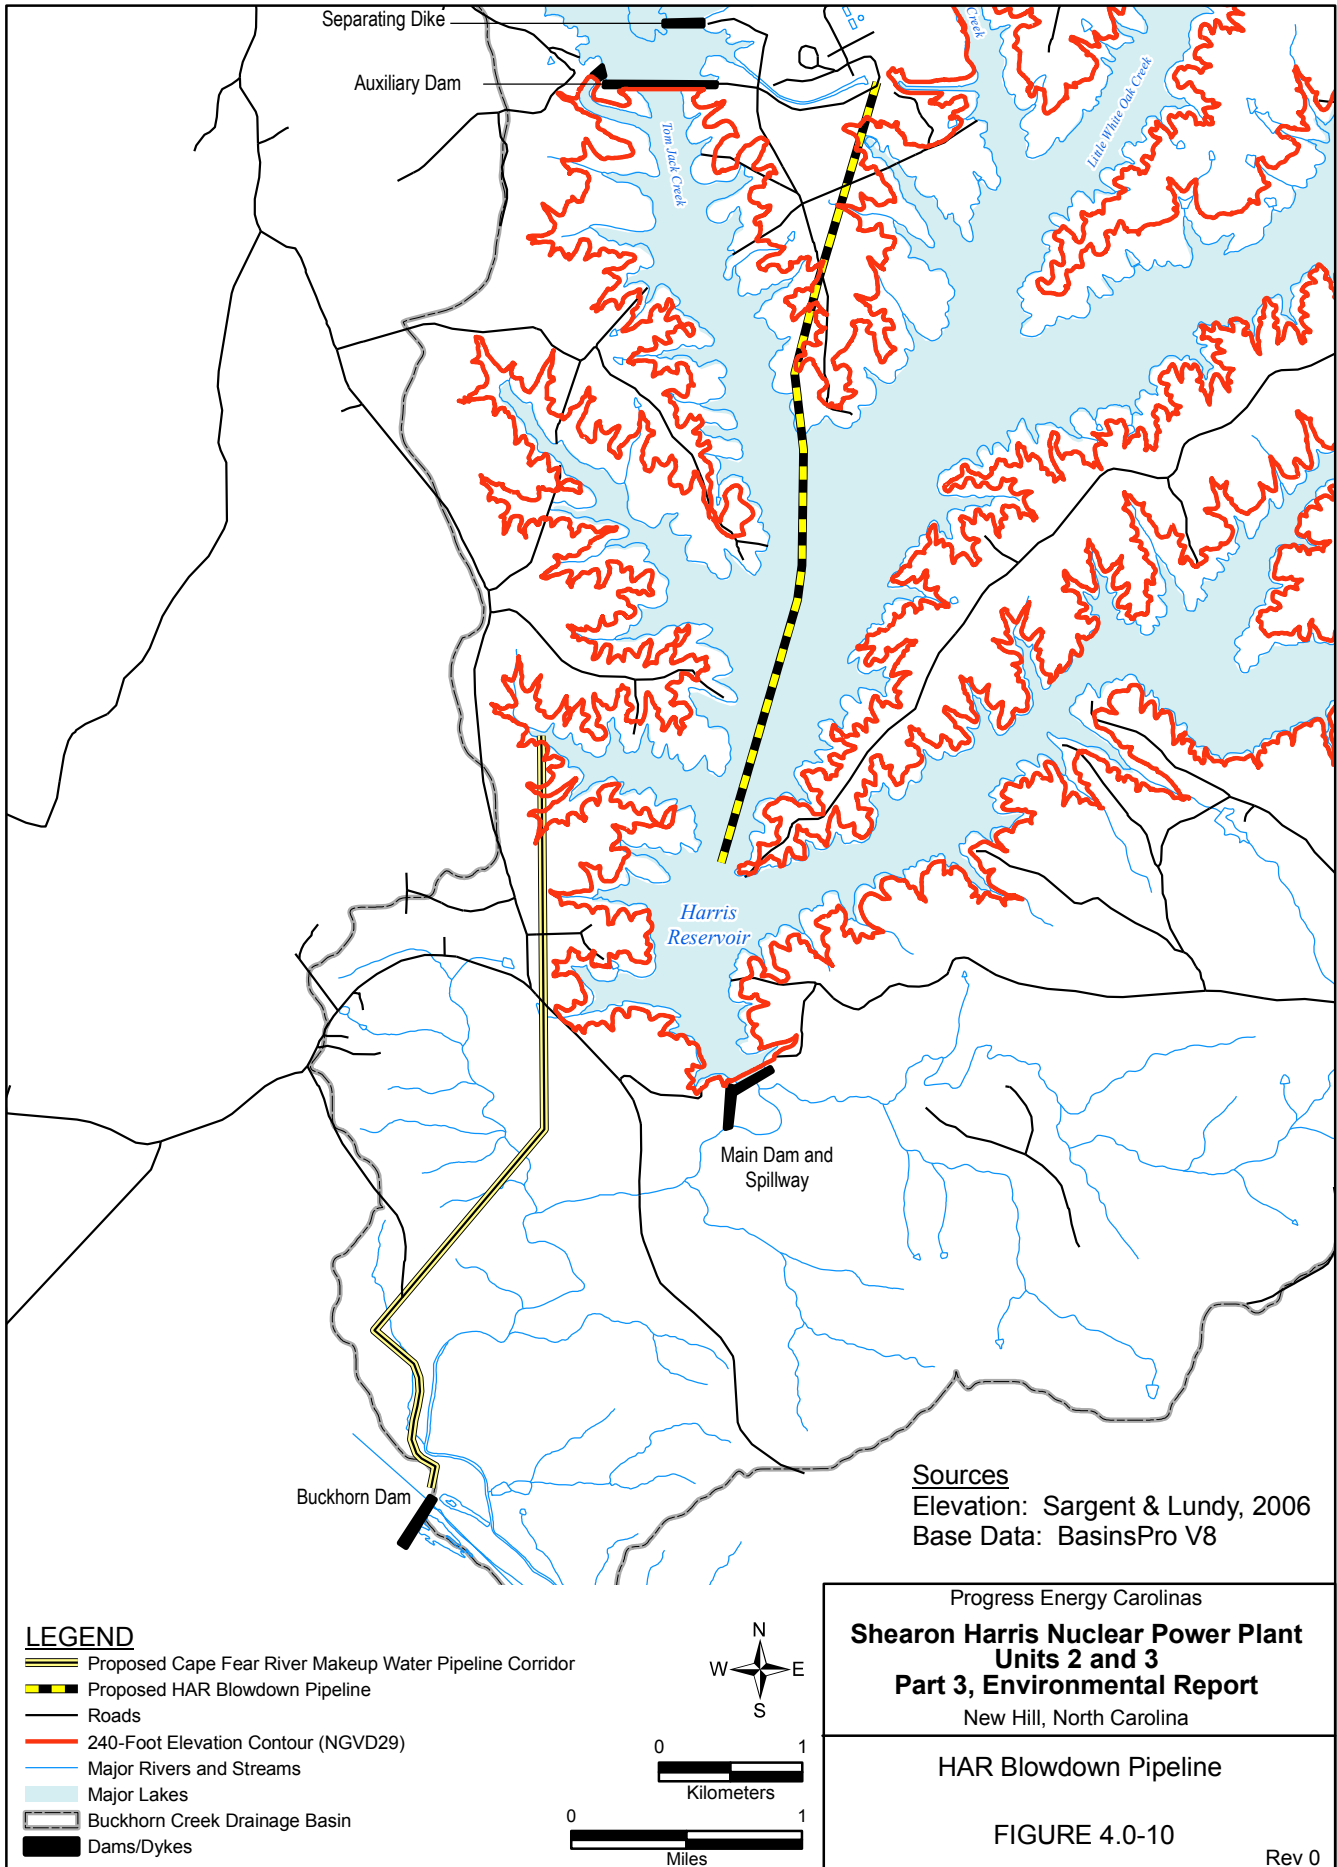 Separating Dike
Creek
Auxiliary Dam
Little White Oak Creek
Tom Jack Creek
Harris
Reservoir
Main Dam and
Spillway
Buckhorn Dam
Sources
Elevation: Sargent & Lundy, 2006
Base Data: BasinsPro V8
LEGEND
Proposed Cape Fear River Makeup Water Pipeline Corridor
Proposed HAR Blowdown Pipeline
Roads
240-Foot Elevation Contour (NGVD29)
Major Rivers and Streams
Major Lakes
Buckhorn Creek Drainage Basin
Dams/Dykes
N
W E
S
0 1
Kilometers
0 1
Miles
Progress Energy Carolinas
Shearon Harris Nuclear Power Plant
Units 2 and 3
Part 3, Environmental Report
New Hill, North Carolina
HAR Blowdown Pipeline
FIGURE 4.0-10
Rev 0